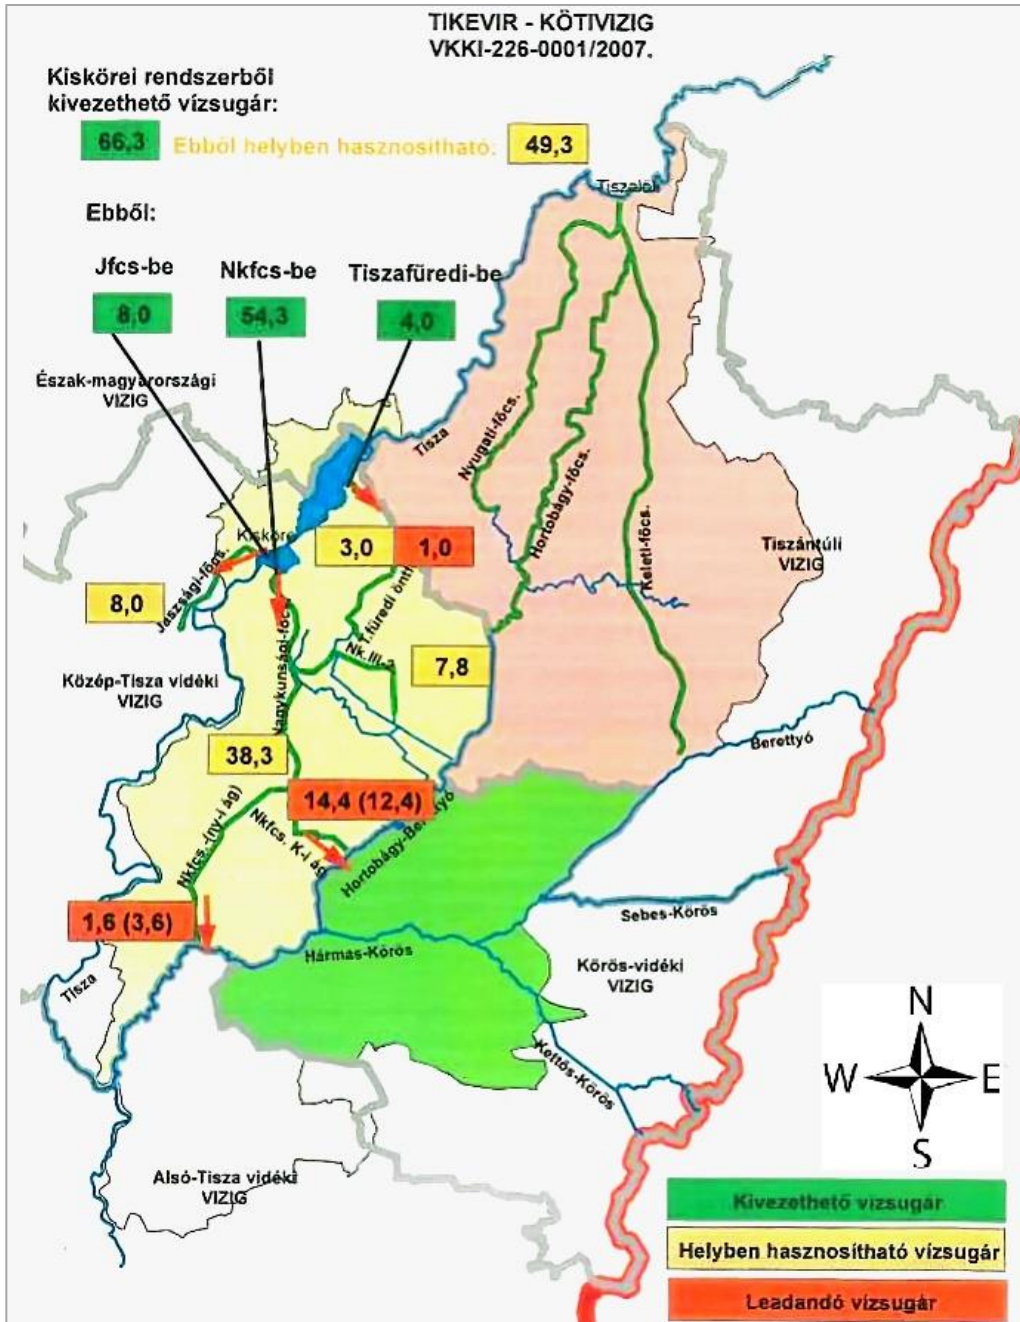 TIKEVIR - KÖTIVIZIG
VKKI-226-0001/2007.
Kiskörei rendszerből
kivezethető vízsugár:
66,3
Ebből helyben hasznosítható:
49,3
Ebből:
Jfcs-be
Nkfcs-be
Tiszafüredi-be
8,0
54,3
4,0
Észak-magyarországi
VIZIG
Tiszalök
Tisza
Nyugati-főcs.
Hortobágy-főcs.
Keleti-főcs.
Tiszántúli
VIZIG
Kisköre
Jászsági-főcs.
8,0
3,0
1,0
T.füredi öntf
Nk.III-2
7,8
Nagykunsági-főcs.
Közép-Tisza vidéki
VIZIG
38,3
14,4 (12,4)
Nkfcs.-(ny-i ág)
Nkfcs. K-i ág
Hortobágy-Berettyó
Berettyó
1,6 (3,6)
Tisza
Hármas-Körös
Sebes-Körös
Körös-vidéki
VIZIG
Kettős-Körös
Alsó-Tisza vidéki
VIZIG
N
W
E
S
Kivezethető vízsugár
Helyben hasznosítható vízsugár
Leadandó vízsugár